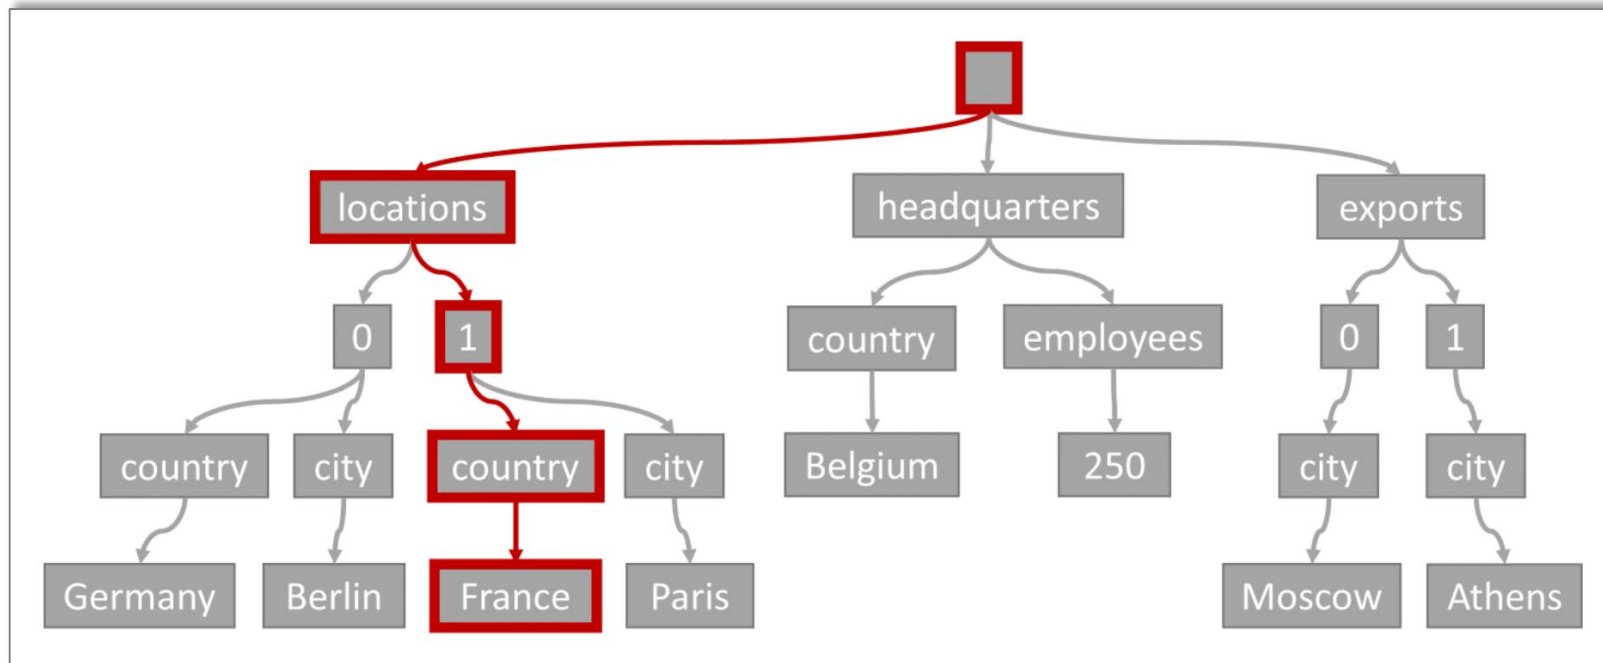 locations
headquarters
exports
0
1
country
employees
0
1
country
city
country
city
Belgium
250
city
city
Germany
Berlin
France
Paris
Moscow
Athens